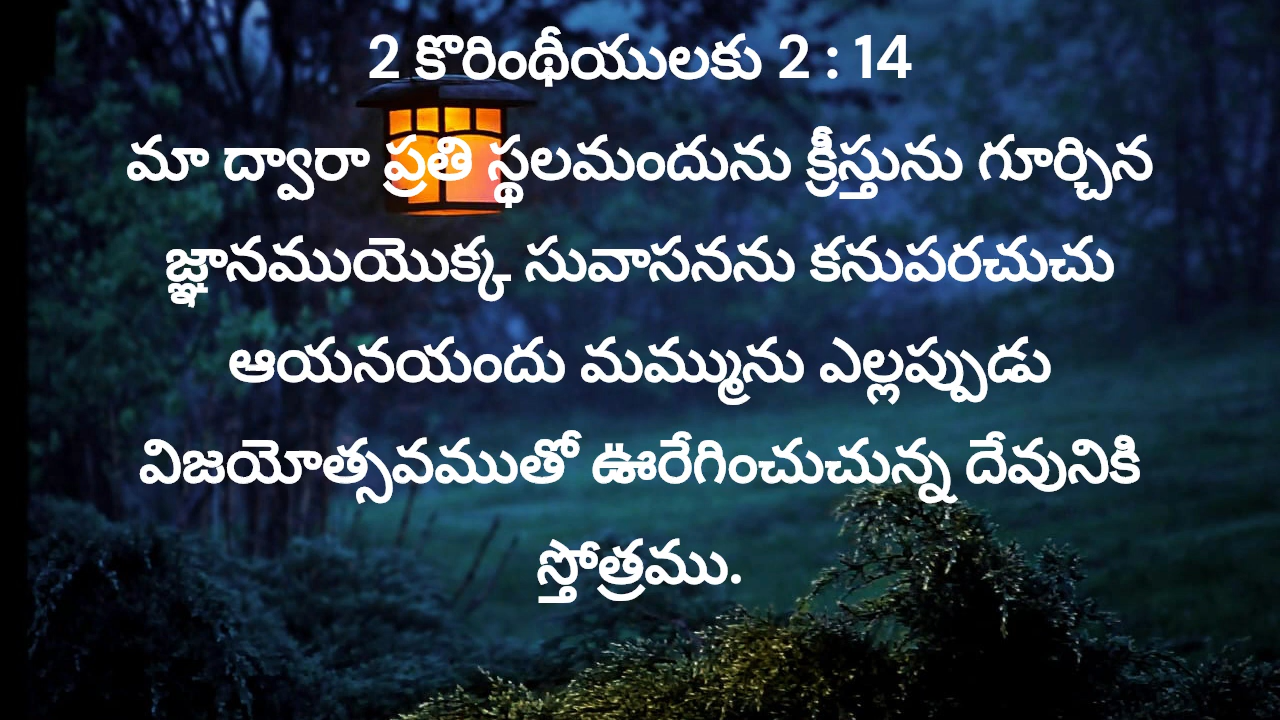 2 కొరింథీయులకు 2 : 14
మా ద్వారా ప్రతి స్థలమందును క్రీస్తును గూర్చిన
జ్ఞానముయొక్క సువాసనను కనుపరచుచు
ఆయనయందు మమ్మును ఎల్లప్పుడు
విజయోత్సవముతో ఊరేగించుచున్న దేవునికి
స్తోత్రము.